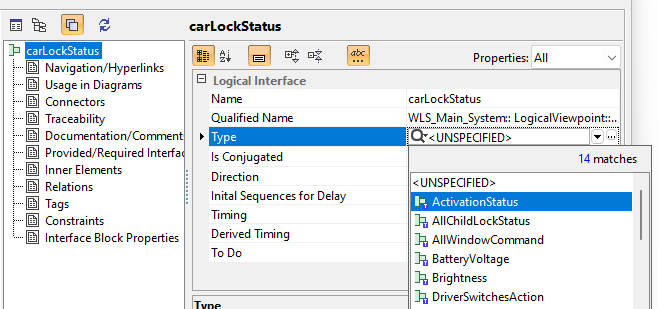 carLockStatus
Navigation/Hyperlinks
Usage in Diagrams
Connectors
Traceability
Documentation/Comment
Provided/Required Interfac
Inner Elements
Relations
Tags
Constraints
Interface Block Properties
carLockStatus
Properties: All
Logical Interface
Name carLockStatus
Qualified Name WLS_Main_System:: LogicalViewpoint::..
Type <UNSPECIFIED>
Is Conjugated
Direction
Inital Sequences for Delay
Timing
Derived Timing
To Do
Type
14 matches
<UNSPECIFIED>
ActivationStatus
AllChildLockStatus
AllWindowCommand
BatteryVoltage
Brightness
DriverSwitchesAction